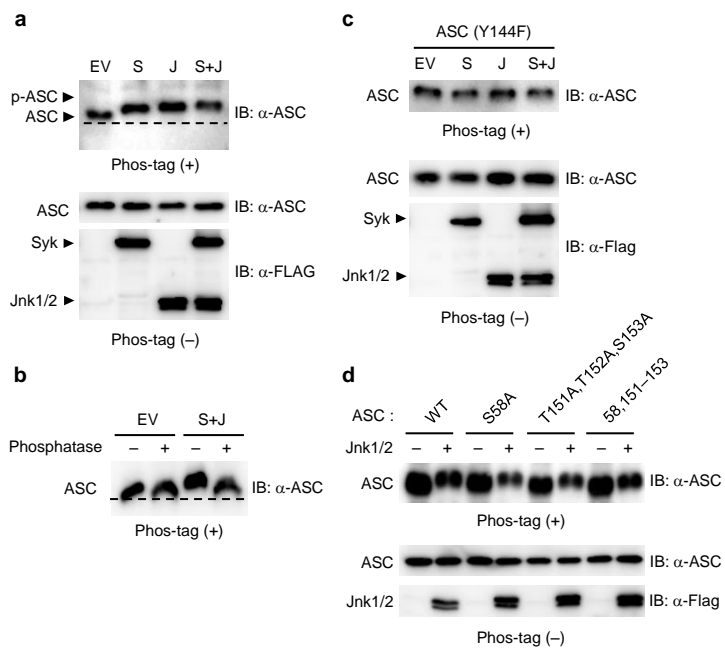 a
EV S J S+J
p-ASC
ASC
IB: α-ASC
Phos-tag (+)
ASC
IB: α-ASC
Syk
IB: α-FLAG
Jnk1/2
Phos-tag (–)
b
EV S+J
Phosphatase – + – +
ASC
IB: α-ASC
Phos-tag (+)
c
ASC (Y144F)
EV S J S+J
ASC
IB: α-ASC
Phos-tag (+)
ASC
IB: α-ASC
Syk
IB: α-Flag
Jnk1/2
Phos-tag (–)
d
ASC : WT S58A T151A,T152A,S153A 58,151–153
Jnk1/2 – + – + – + – +
ASC
IB: α-ASC
Phos-tag (+)
ASC
IB: α-ASC
Jnk1/2
IB: α-Flag
Phos-tag (–)